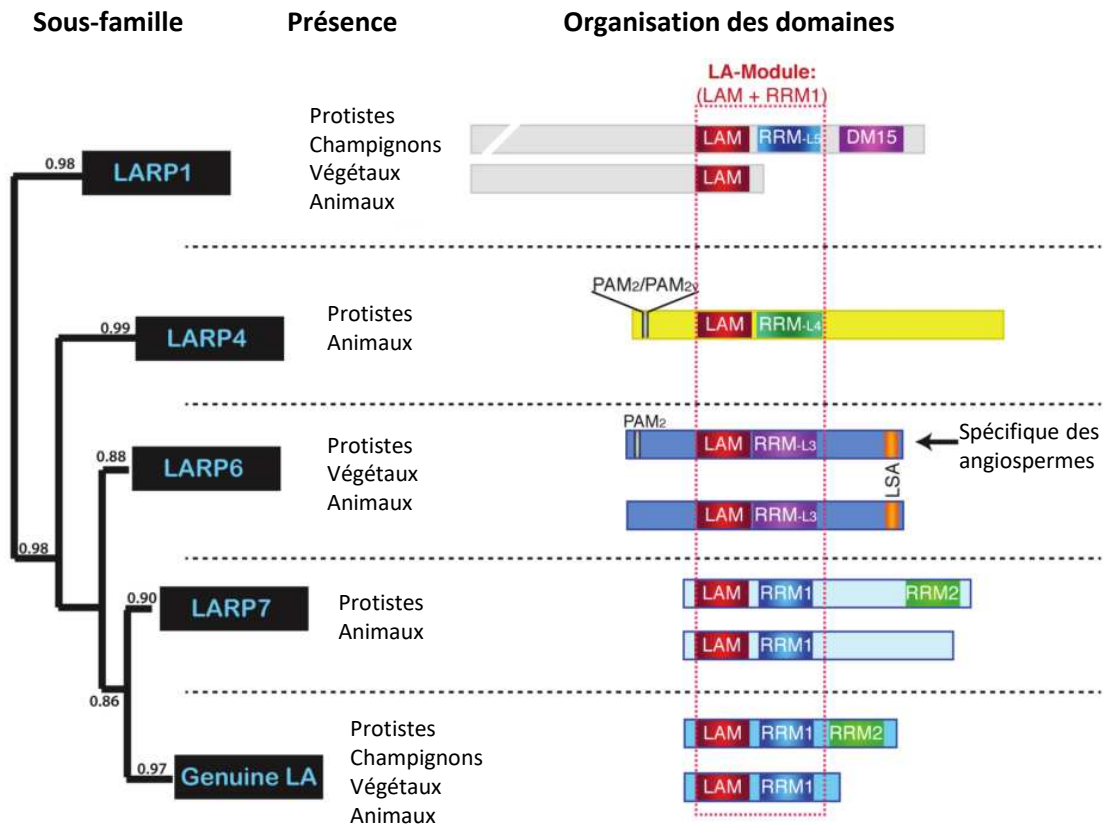 Sous-famille Présence Organisation des domaines
LA-Module:
(LAM + RRM1)
0.98
LARP1
Protistes
Champignons
Végétaux
Animaux
LAM RRM-L5 DM15
LAM
0.99
LARP4
Protistes
Animaux
PAM2/PAM2v
LAM RRM-L4
0.88
LARP6
Protistes
Végétaux
Animaux
PAM2
LAM RRM-L3
Spécifique des
angiospermes
LSA
LAM RRM-L3
0.98
0.90
LARP7
Protistes
Animaux
LAM RRM1 RRM2
LAM RRM1
0.86
0.97
Genuine LA
Protistes
Champignons
Végétaux
Animaux
LAM RRM1 RRM2
LAM RRM1